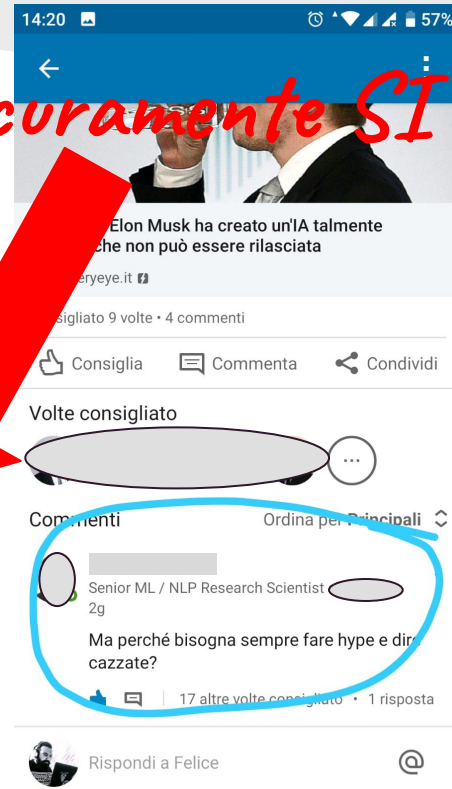 14:20
57%
curamente SI
Elon Musk ha creato un'IA talmente
che non può essere rilasciata
eryeye.it
sigliato 9 volte • 4 commenti
Consiglia Commenta Condividi
Volte consigliato
Commenti Ordina per Principali
Senior ML / NLP Research Scientist
2g
Ma perché bisogna sempre fare hype e dire
cazzate?
17 altre volte consigliato • 1 risposta
Rispondi a Felice @